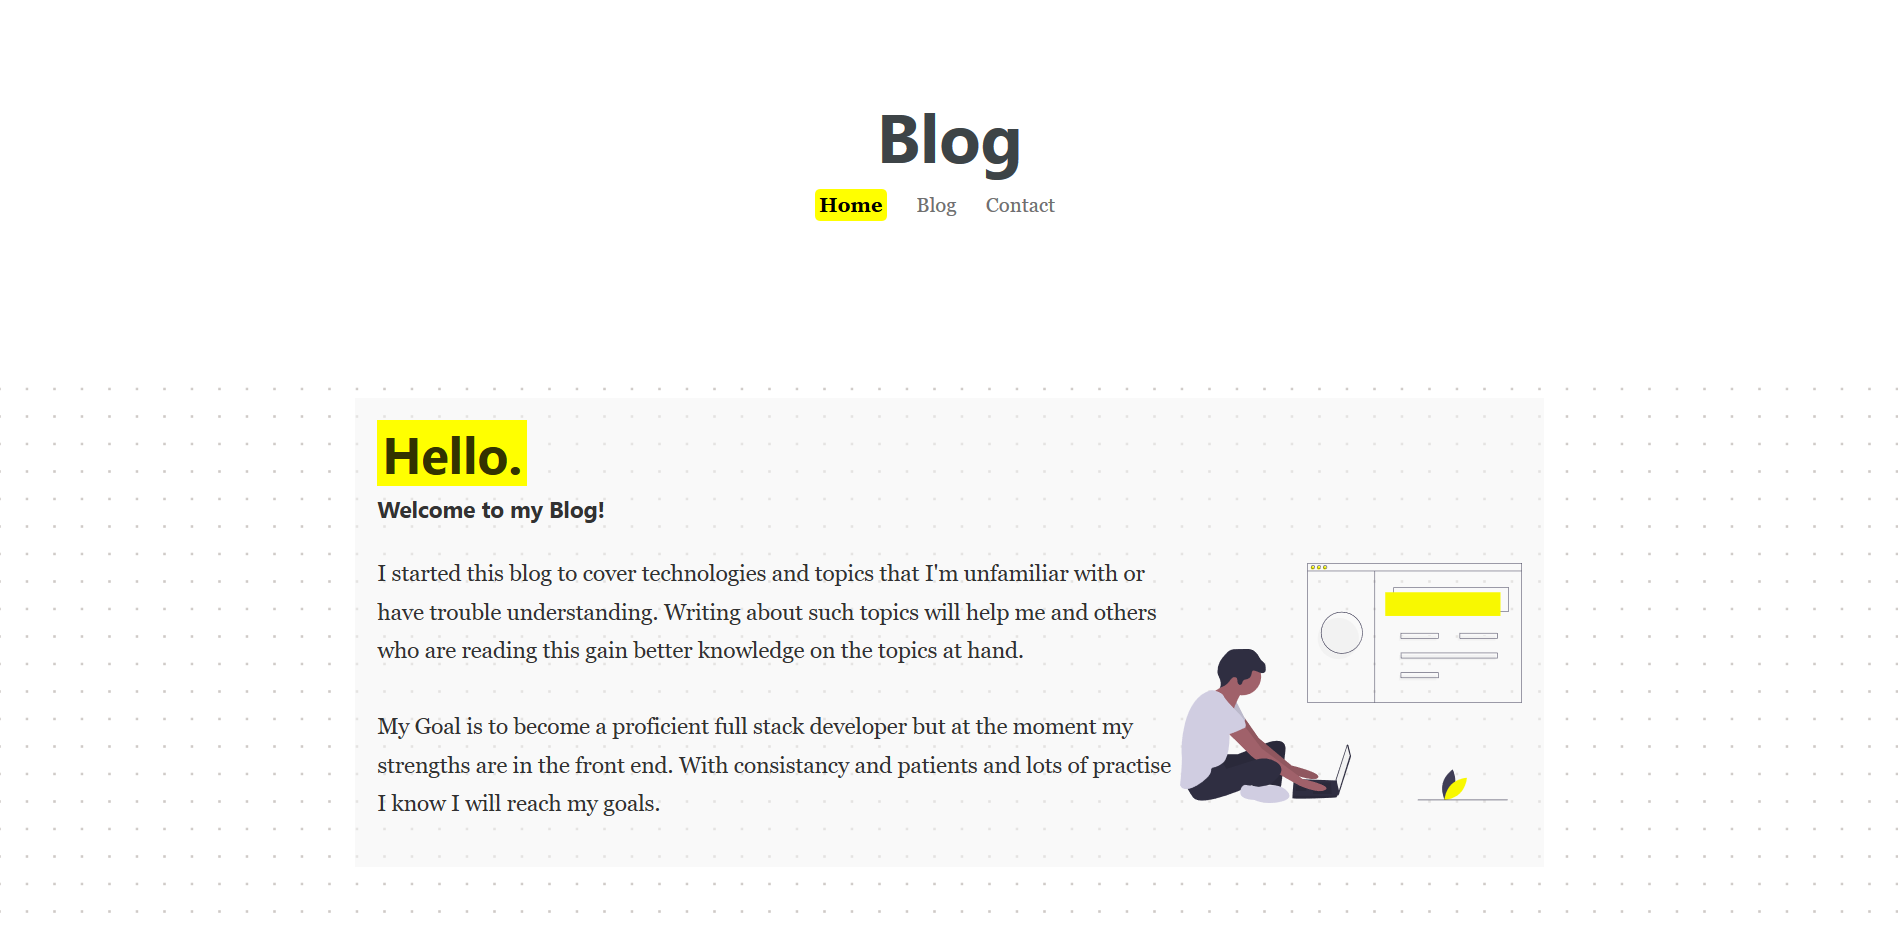 Blog
Home Blog Contact
Hello.
Welcome to my Blog!
I started this blog to cover technologies and topics that I'm unfamiliar with or
have trouble understanding. Writing about such topics will help me and others
who are reading this gain better knowledge on the topics at hand.
My Goal is to become a proficient full stack developer but at the moment my
strengths are in the front end. With consistancy and patients and lots of practise
I know I will reach my goals.